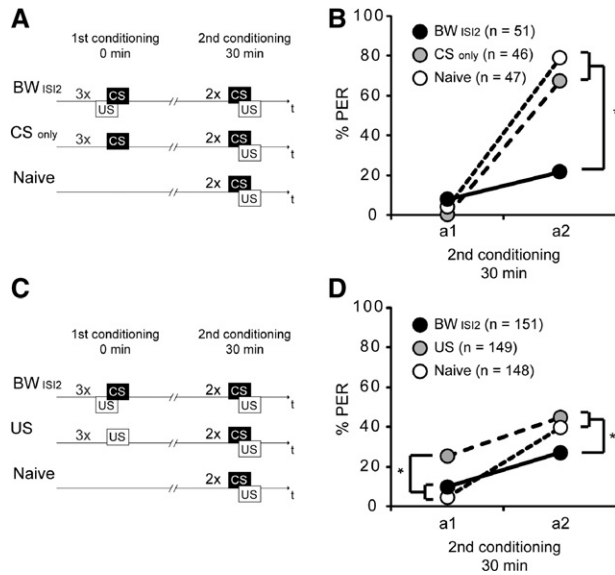 A
1st conditioning 2nd conditioning
0 min 30 min
BW ISI2 3x CS US 2x CS US t
CS only 3x CS 2x CS US t
Naive 2x CS US t
B
BW ISI2 (n = 51)
CS only (n = 46)
Naive (n = 47)
% PER
100
80
60
40
20
0
a1 a2
2nd conditioning
30 min
C
1st conditioning 2nd conditioning
0 min 30 min
BW ISI2 3x CS US 2x CS US t
US 3x US 2x CS US t
Naive 2x CS US t
D
BW ISI2 (n = 151)
US (n = 149)
Naive (n = 148)
% PER
100
80
60
40
20
0
* *
a1 a2
2nd conditioning
30 min